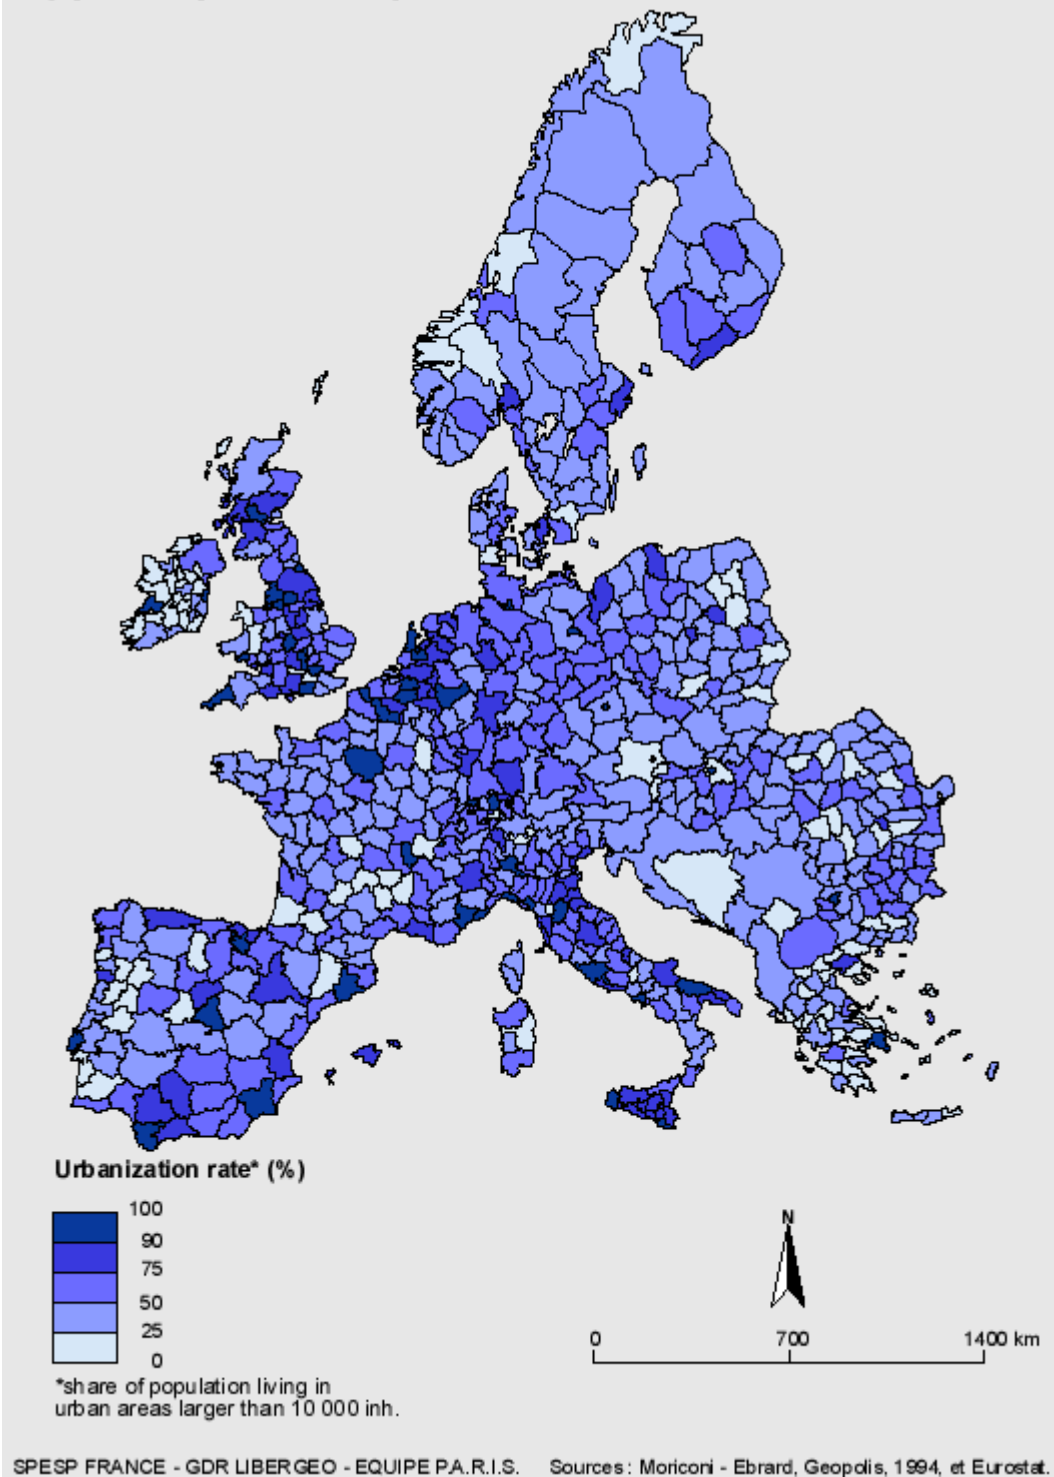 Urbanization rate* (%)
100
90
75
50
25
0
*share of population living in
urban areas larger than 10 000 inh.
N
0 700 1400 km
SPESP FRANCE - GDR LIBERGEO - EQUIPE P.A.R.I.S. Sources : Moriconi - Ebrard, Geopolis, 1994, et Eurostat.